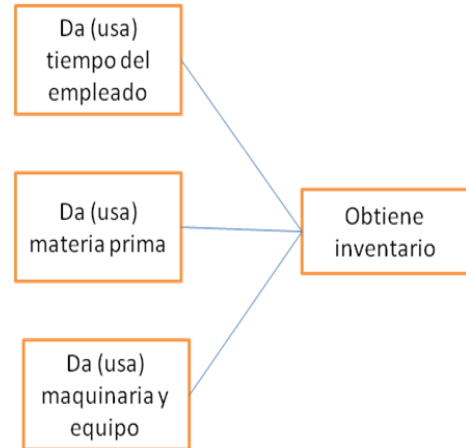 Da (usa)
tiempo del
empleado
Da (usa)
materia prima
Obtiene
inventario
Da (usa)
maquinaria y
equipo